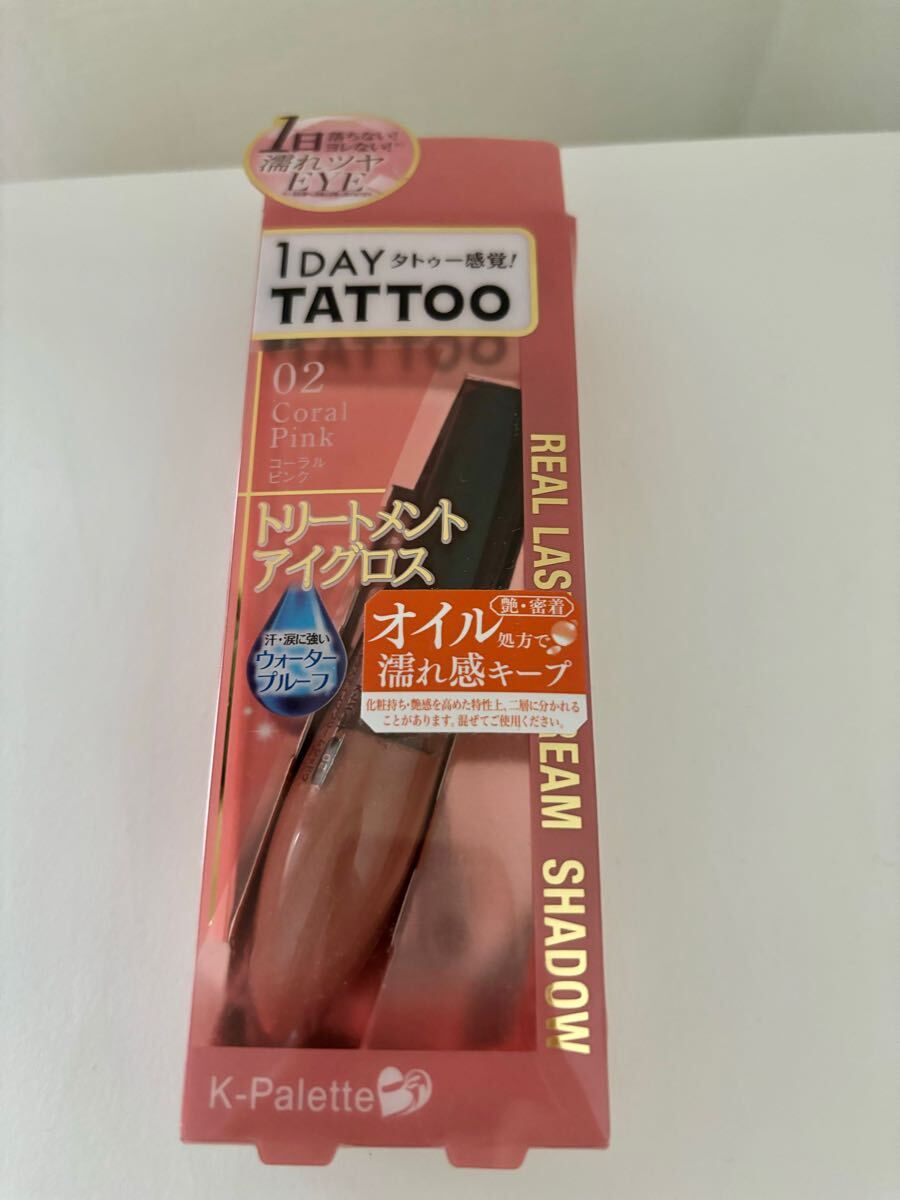 1日落ちない!
ヨレない!
濡れツヤ
EYE
1DAY タトゥー感覚!
TATTOO
02
Coral
Pink
コーラル
ピンク
トリートメント
アイグロス
汗・涙に強い
ウォーター
プルーフ
艶・密着
オイル処方で
濡れ感キープ
化粧持ち・艶感を高めた特性上、二層に分かれる
ことがあります。混ぜてご使用ください。
REAL LAS
REAM SHADOW
K-Palette